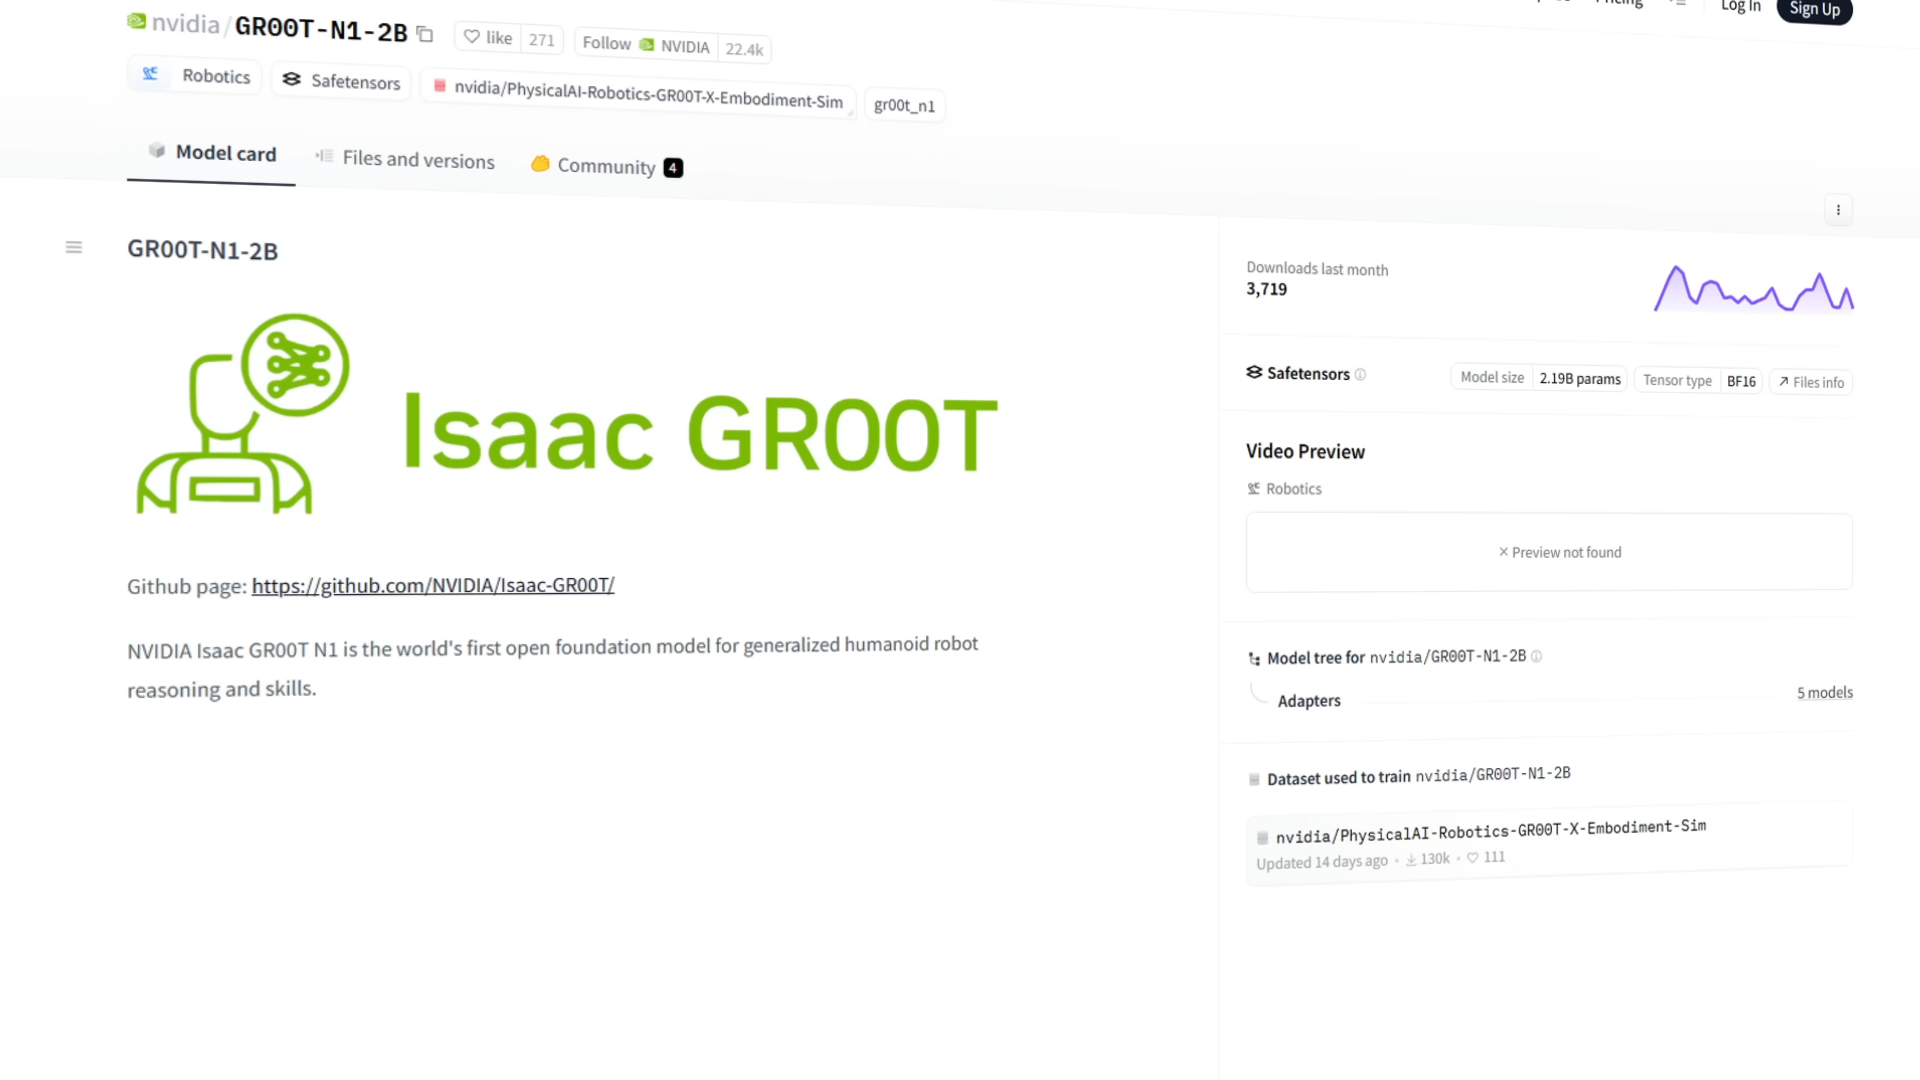 Log In
Sign Up
nvidia/GR00T-N1-2B
like 271
Follow NVIDIA 22.4k
Robotics
Safetensors
nvidia/PhysicalAI-Robotics-GR00T-X-Embodiment-Sim
gr00t_n1
Model card
Files and versions
Community 4
GR00T-N1-2B
Isaac GR00T
Github page: https://github.com/NVIDIA/Isaac-GR00T/
NVIDIA Isaac GR00T N1 is the world's first open foundation model for generalized humanoid robot
reasoning and skills.
Downloads last month
3,719
Safetensors
Model size 2.19B params
Tensor type BF16
Files info
Video Preview
Robotics
Preview not found
Model tree for nvidia/GR00T-N1-2B
Adapters
5 models
Dataset used to train nvidia/GR00T-N1-2B
nvidia/PhysicalAI-Robotics-GR00T-X-Embodiment-Sim
Updated 14 days ago • 130k • 111